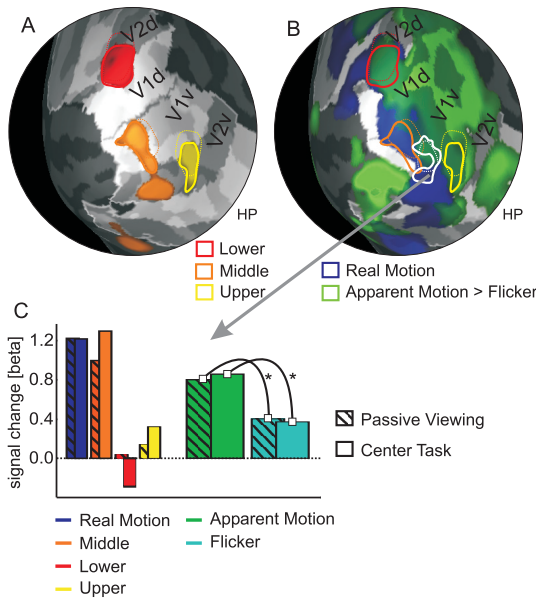 A
V2d
V1d
V1v
V2v
HP
B
V2d
V1d
V1v
V2v
HP
Lower
Middle
Upper
Real Motion
Apparent Motion > Flicker
C
signal change [beta]
1.2
0.8
0.4
0.0
* *
Passive Viewing
Center Task
Real Motion
Middle
Lower
Upper
Apparent Motion
Flicker